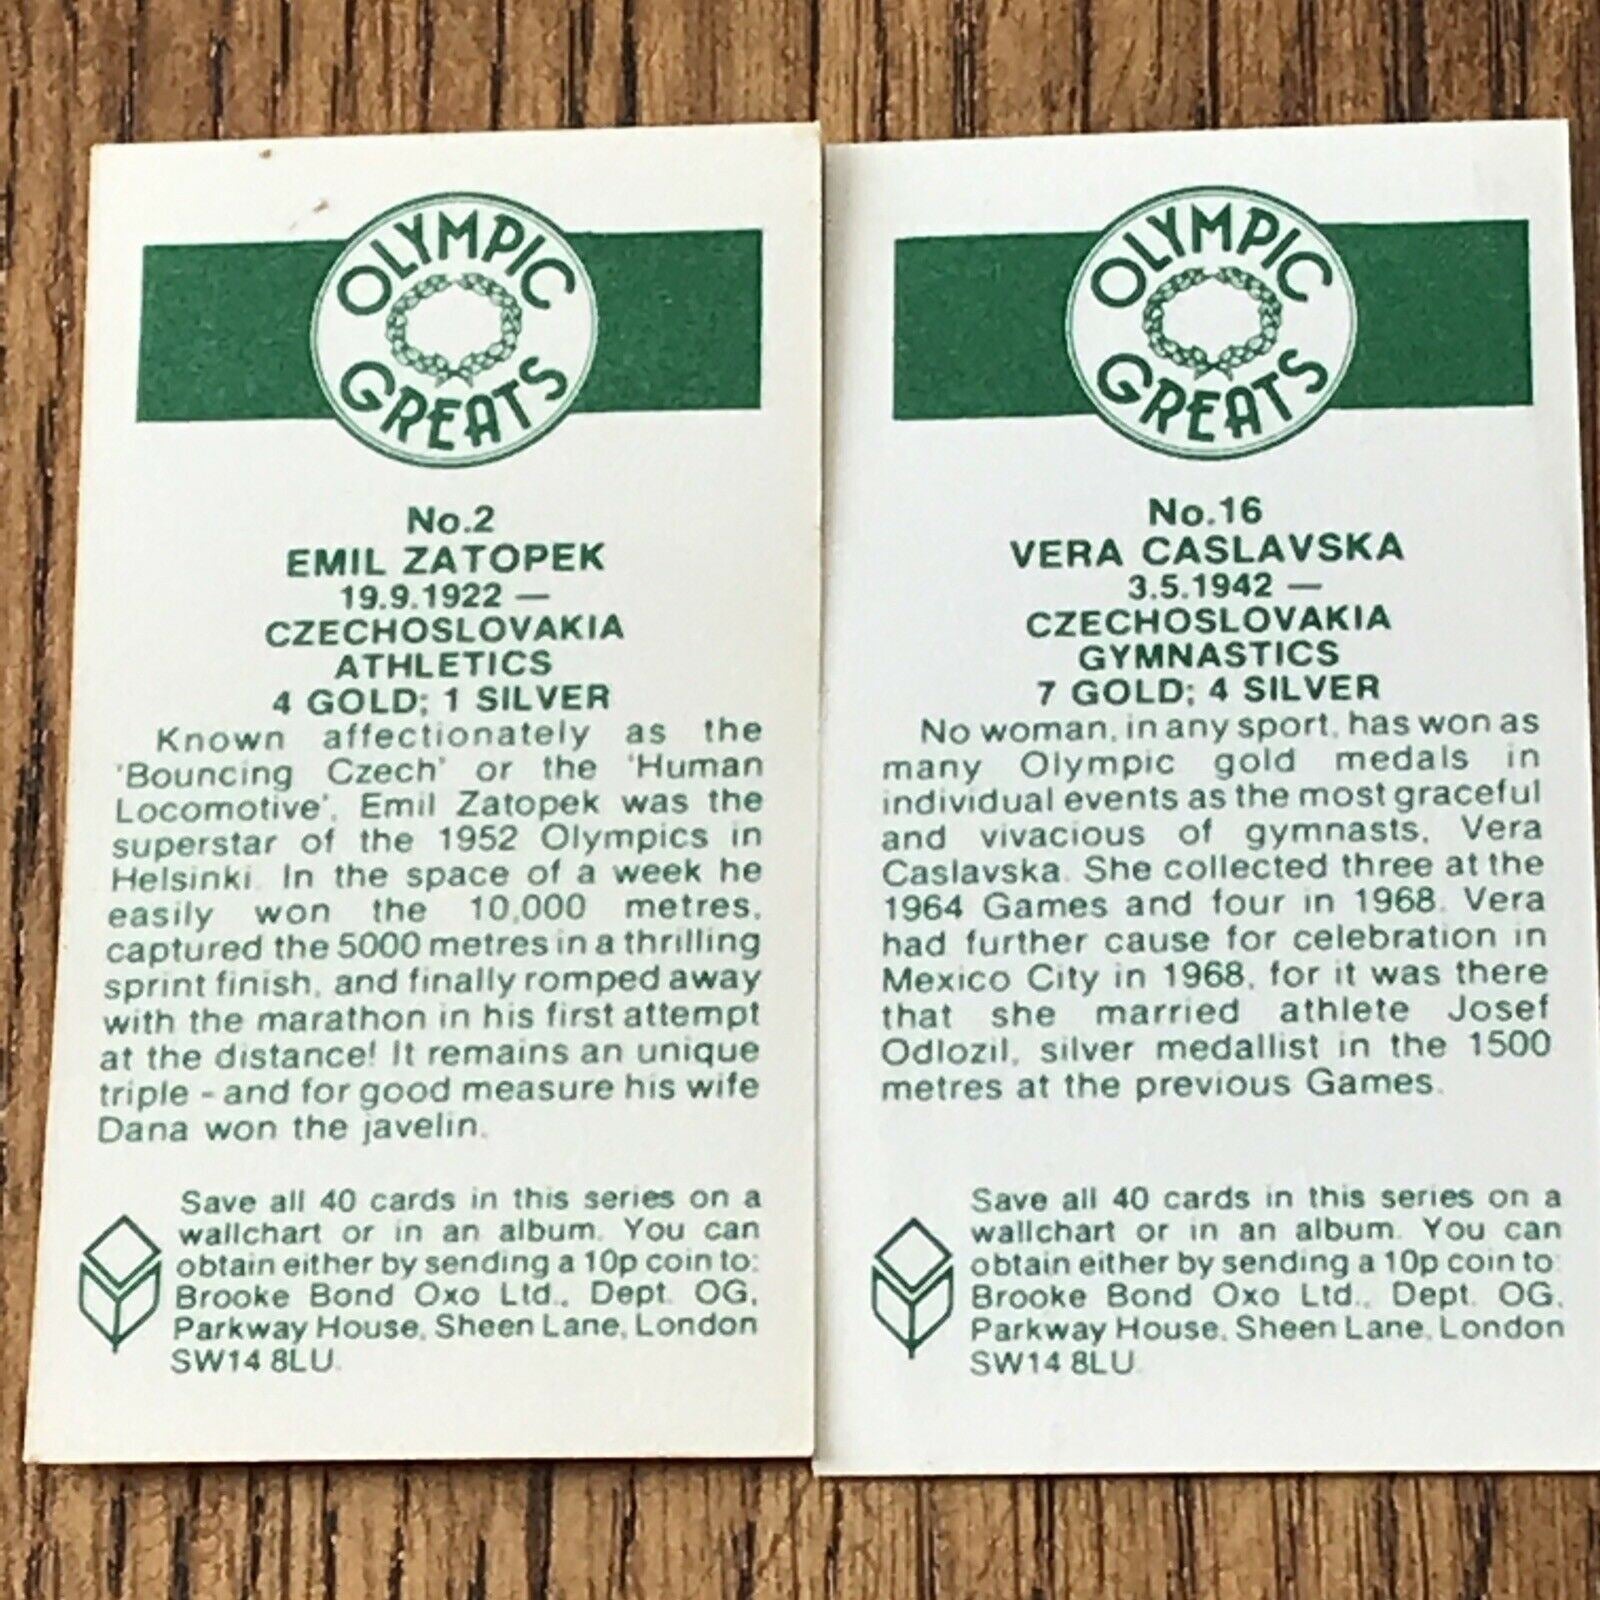 OLYMPIC
GREATS
No.2
EMIL ZATOPEK
19.9.1922 —
CZECHOSLOVAKIA
ATHLETICS
4 GOLD; 1 SILVER
Known affectionately as the
'Bouncing Czech' or the 'Human
Locomotive', Emil Zatopek was the
superstar of the 1952 Olympics in
Helsinki. In the space of a week he
easily won the 10,000 metres,
captured the 5000 metres in a thrilling
sprint finish, and finally romped away
with the marathon in his first attempt
at the distance! It remains an unique
triple - and for good measure his wife
Dana won the javelin.
Save all 40 cards in this series on a
wallchart or in an album. You can
obtain either by sending a 10p coin to:
Brooke Bond Oxo Ltd., Dept. OG,
Parkway House, Sheen Lane, London
SW14 8LU.
OLYMPIC
GREATS
No.16
VERA CASLAVSKA
3.5.1942 —
CZECHOSLOVAKIA
GYMNASTICS
7 GOLD; 4 SILVER
No woman, in any sport, has won as
many Olympic gold medals in
individual events as the most graceful
and vivacious of gymnasts, Vera
Caslavska. She collected three at the
1964 Games and four in 1968. Vera
had further cause for celebration in
Mexico City in 1968, for it was there
that she married athlete Josef
Odlozil, silver medallist in the 1500
metres at the previous Games.
Save all 40 cards in this series on a
wallchart or in an album. You can
obtain either by sending a 10p coin to:
Brooke Bond Oxo Ltd., Dept. OG,
Parkway House, Sheen Lane, London
SW14 8LU.